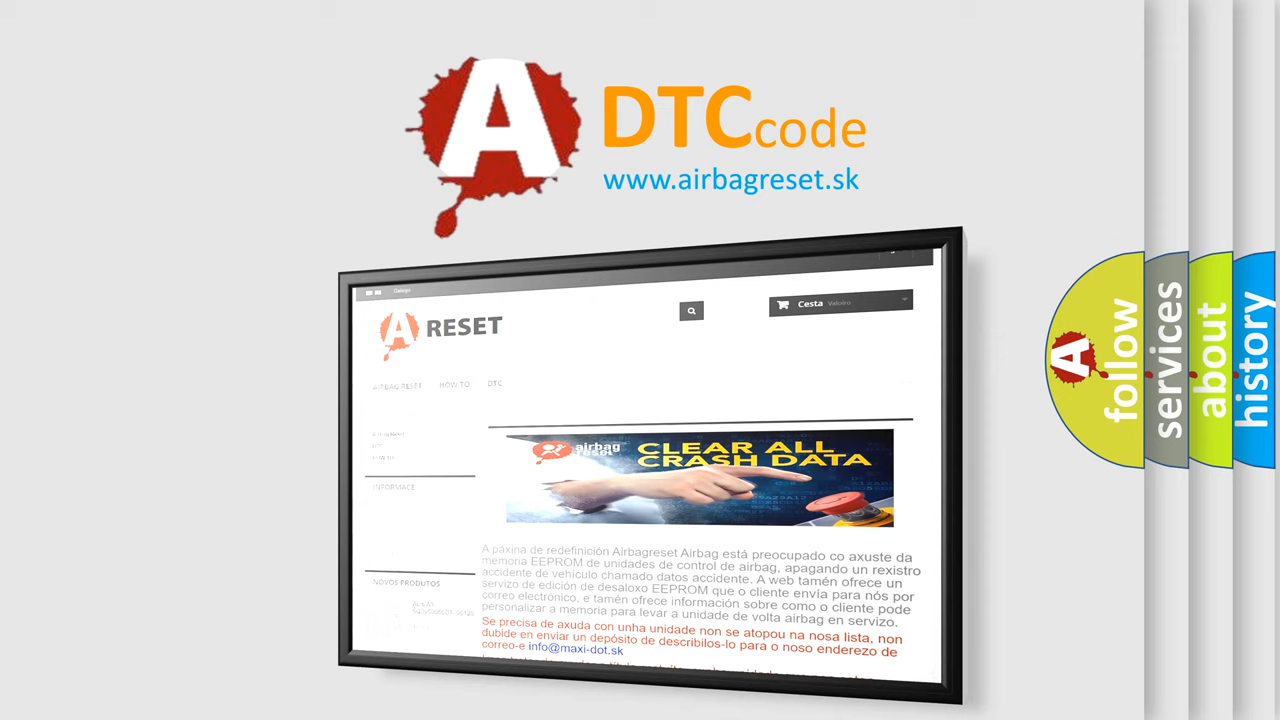 A
DTC code
www.airbagreset.sk
Galego
A RESET
Cesta Valeiro
AIRBAG RESET HOW TO DTC
INFORMACE
NOVOS PRODUTOS
airbag
reset
CLEAR ALL
CRASH DATA
A páxina de redefinición Airbagreset Airbag está preocupado co axuste da
memoria EEPROM de unidades de control de airbag, apagando un rexistro
accidente de vehículo chamado datos accidente. A web tamén ofrece un
servizo de edición de desaloxo EEPROM que o cliente envía para nós por
correo electrónico, e tamén ofrece información sobre como o cliente pode
personalizar a memoria para levar a unidade de volta airbag en servizo.
Se precisa de axuda con unha unidade non se atopou na nosa lista, non
dubide en enviar un depósito de describilos-lo para o noso enderezo de
correo-e info@maxi-dot.sk
A
follow
services
about
history